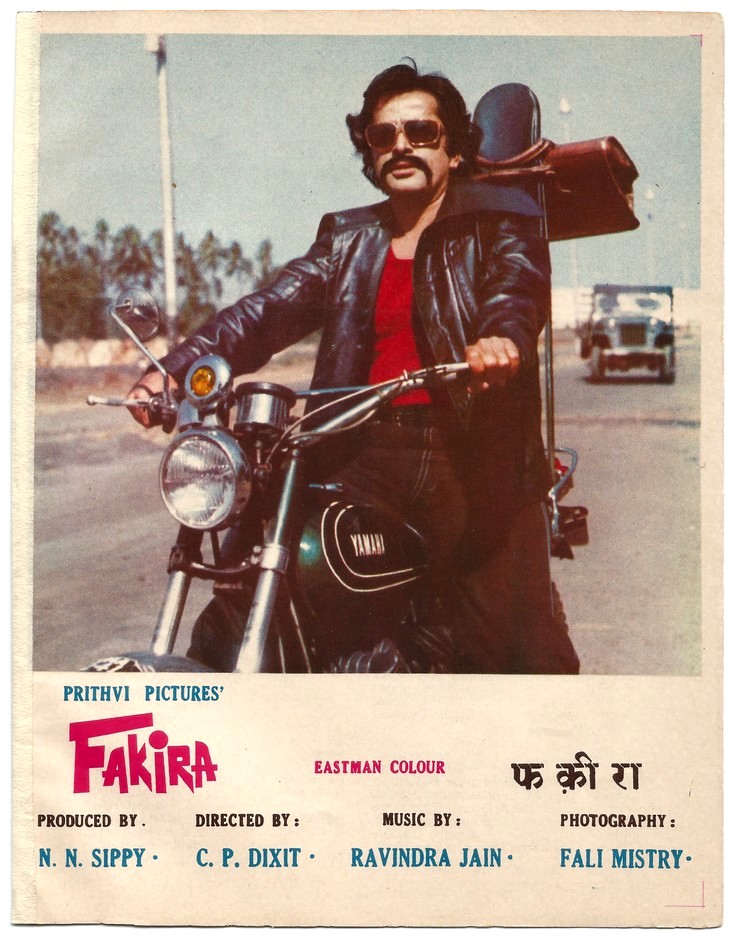 YAMAHA
PRITHVI PICTURES'
FAKiRA
EASTMAN COLOUR
फ क़ी रा
PRODUCED BY.
DIRECTED BY:
MUSIC BY:
PHOTOGRAPHY:
N. N. SIPPY·
C. P. DIXIT·
RAVINDRA JAIN·
FALI MISTRY·